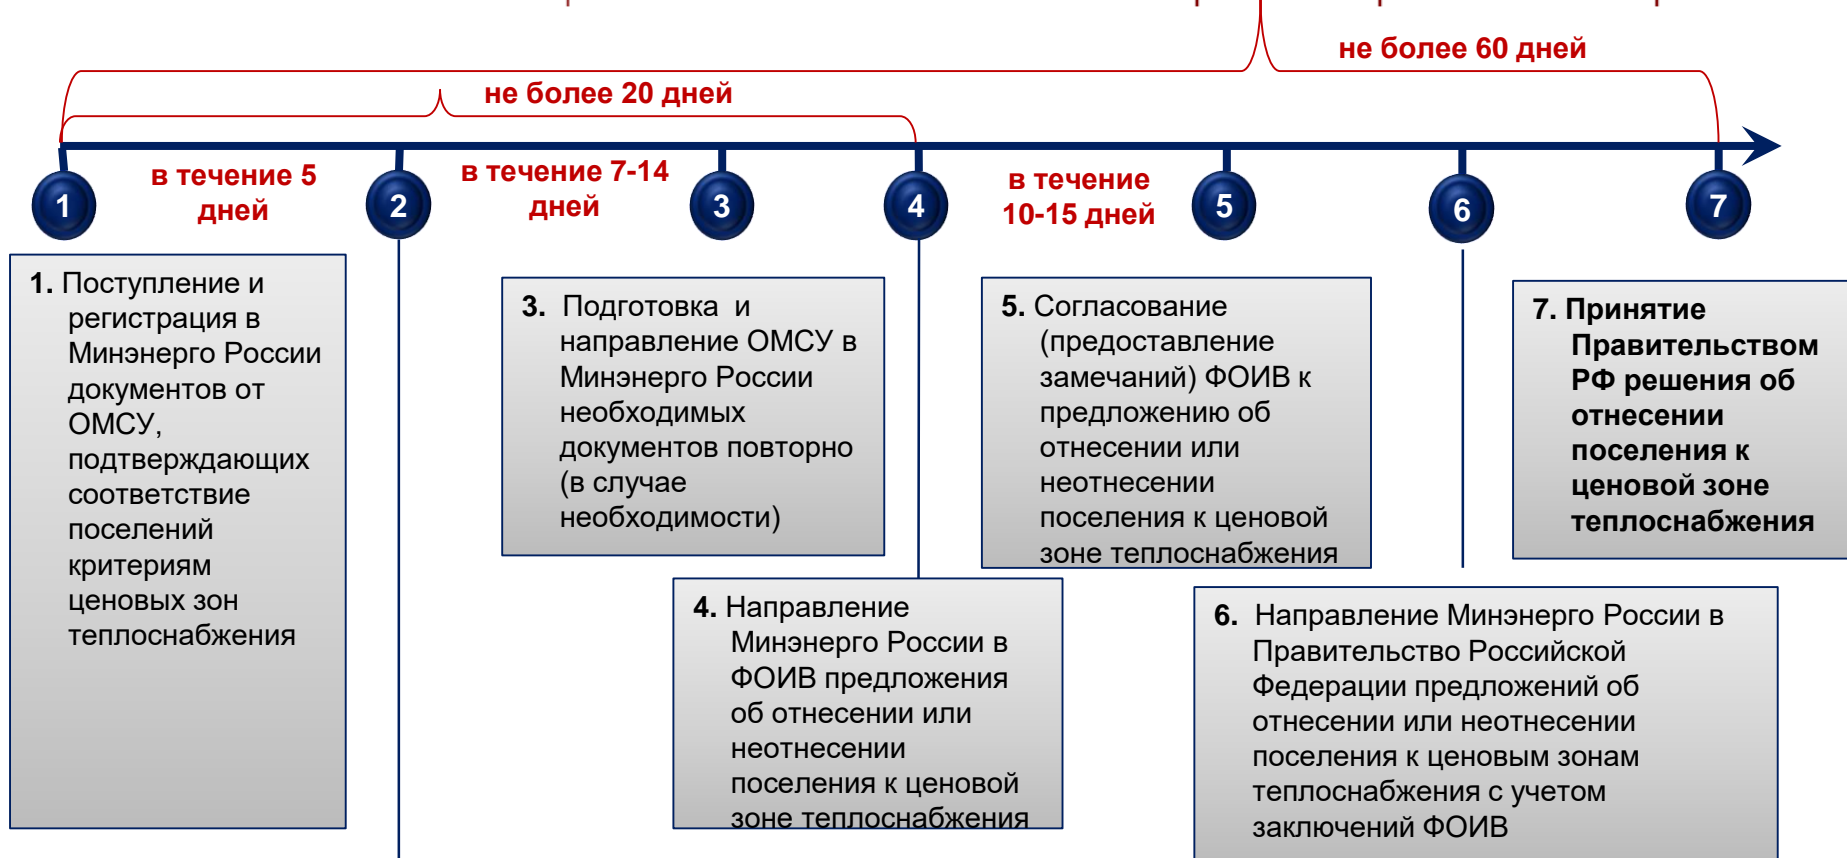 не более 60 дней
не более 20 дней
в течение 5
дней
в течение 7-14
дней
в течение
10-15 дней
1
2
3
4
5
6
7
1. Поступление и
регистрация в
Минэнерго России
документов от
ОМСУ,
подтверждающих
соответствие
поселений
критериям
ценовых зон
теплоснабжения
3. Подготовка и
направление ОМСУ в
Минэнерго России
необходимых
документов повторно
(в случае
необходимости)
4. Направление
Минэнерго России в
ФОИВ предложения
об отнесении или
неотнесении
поселения к ценовой
зоне теплоснабжения
5. Согласование
(предоставление
замечаний) ФОИВ к
предложению об
отнесении или
неотнесении
поселения к ценовой
зоне теплоснабжения
6. Направление Минэнерго России в
Правительство Российской
Федерации предложений об
отнесении или неотнесении
поселения к ценовым зонам
теплоснабжения с учетом
заключений ФОИВ
7. Принятие
Правительством
РФ решения об
отнесении
поселения к
ценовой зоне
теплоснабжения